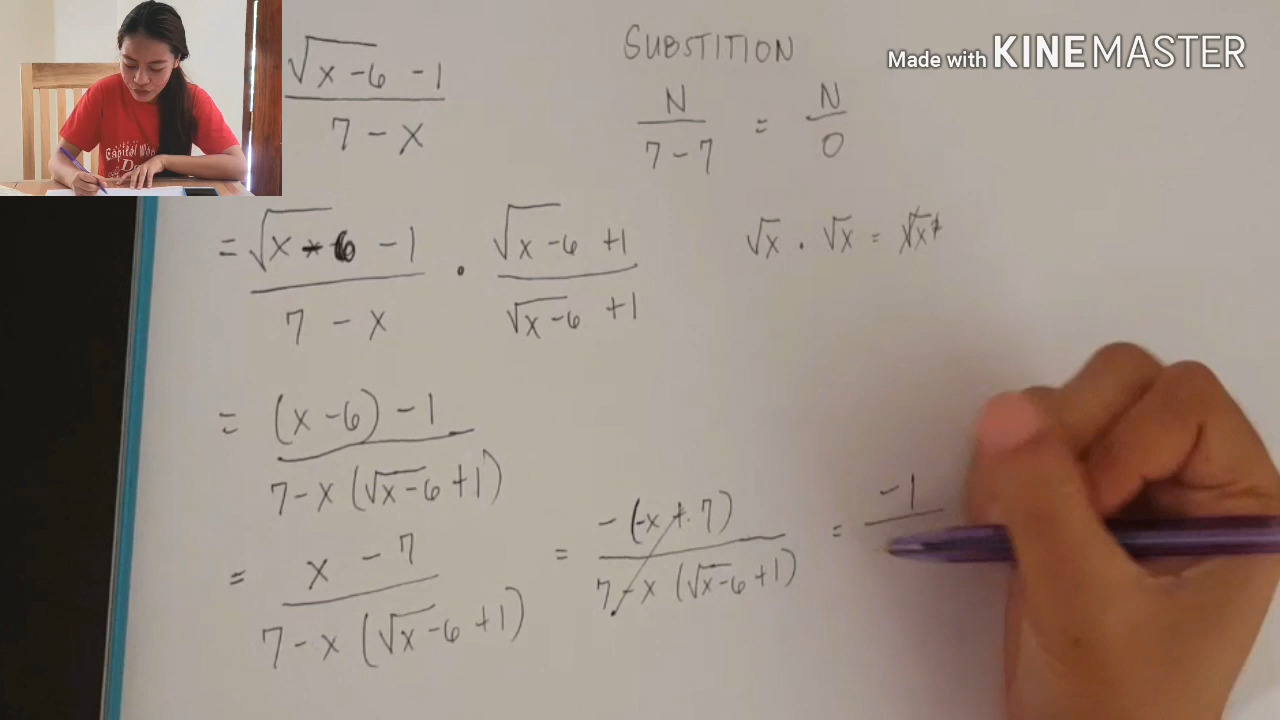 √x-6 - 1
7 - x
SUBSTITION
N / 7-7 = N / 0
Made with KINEMASTER
Capital
= √x-6 - 1 / 7 - x · √x-6 + 1 / √x-6 + 1
√x · √x =
= (x-6) - 1
7-x (√x-6 + 1)
= x - 7
7-x (√x-6 + 1)
= -(-x + 7)
7-x (√x-6 + 1)
= -1